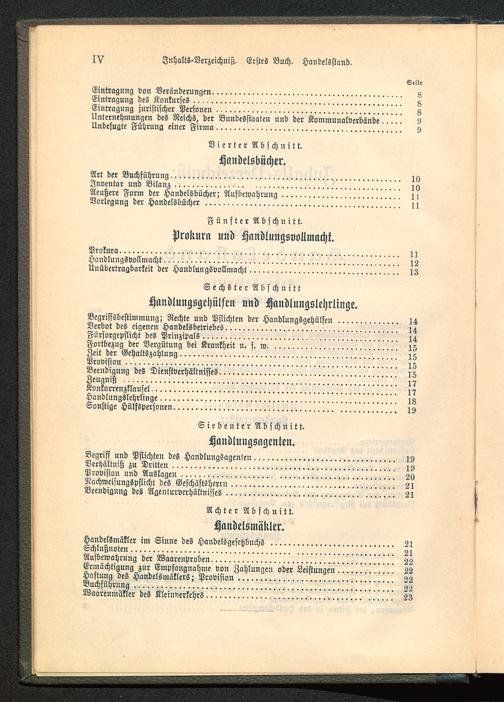 IV Inhalts-Verzeichniß. Erstes Buch. Handelsstand.
Seite
Eintragung von Veränderungen 8
Eintragung des Konkurses 8
Eintragung juristischer Personen 8
Unternehmungen des Reichs, der Bundesstaaten und der Kommunalverbände 9
Unbefugte Führung einer Firma 9
Vierter Abschnitt.
Handelsbücher.
Art der Buchführung 10
Inventar und Bilanz 10
Aeußere Form der Handelsbücher; Aufbewahrung 11
Vorlegung der Handelsbücher 11
Fünfter Abschnitt.
Prokura und Handlungsvollmacht.
Prokura 11
Handlungsvollmacht 12
Unübertragbarkeit der Handlungsvollmacht 13
Sechster Abschnitt
Handlungsgehülfen und Handlungslehrlinge.
Begriffsbestimmung; Rechte und Pflichten der Handlungsgehülfen 14
Verbot des eigenen Handelsbetriebes 14
Fürsorgepflicht des Prinzipals 14
Fortbezug der Vergütung bei Krankheit u. s. w. 15
Zeit der Gehaltszahlung 15
Provision 15
Beendigung des Dienstverhältnisses 15
Zeugniß 17
Konkurrenzklausel 17
Handlungslehrlinge 18
Sonstige Hülfspersonen 19
Siebenter Abschnitt.
Handlungsagenten.
Begriff und Pflichten des Handlungsagenten 19
Verhältniß zu Dritten 19
Provision und Auslagen 20
Nachweisungspflicht des Geschäftsherrn 21
Beendigung des Agenturverhältnisses 21
Achter Abschnitt.
Handelsmäkler.
Handelsmäkler im Sinne des Handelsgesetzbuchs 21
Schlußnoten 21
Aufbewahrung der Waarenproben 22
Ermächtigung zur Empfangnahme von Zahlungen oder Leistungen 22
Haftung des Handelsmäklers; Provision 22
Buchführung 22
Waarenmäkler des Kleinverkehrs 23